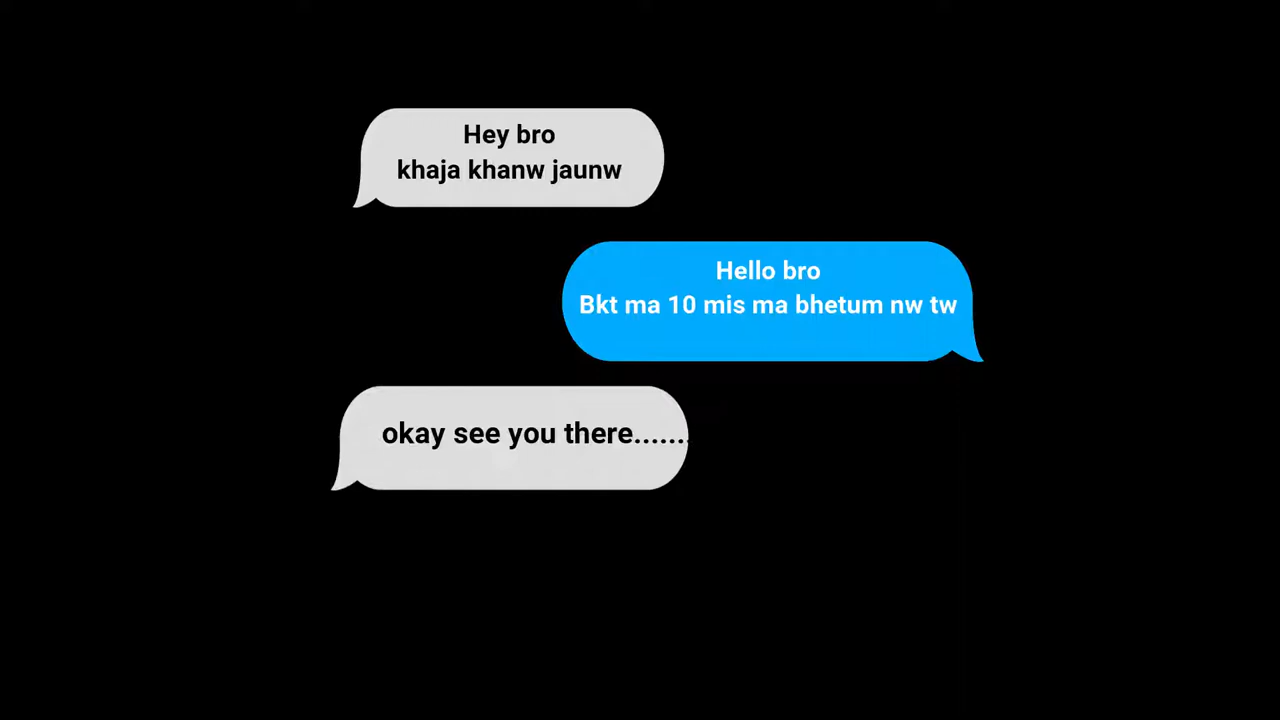 Hey bro
khaja khanw jaunw
Hello bro
Bkt ma 10 mis ma bhetum nw tw
okay see you there.......